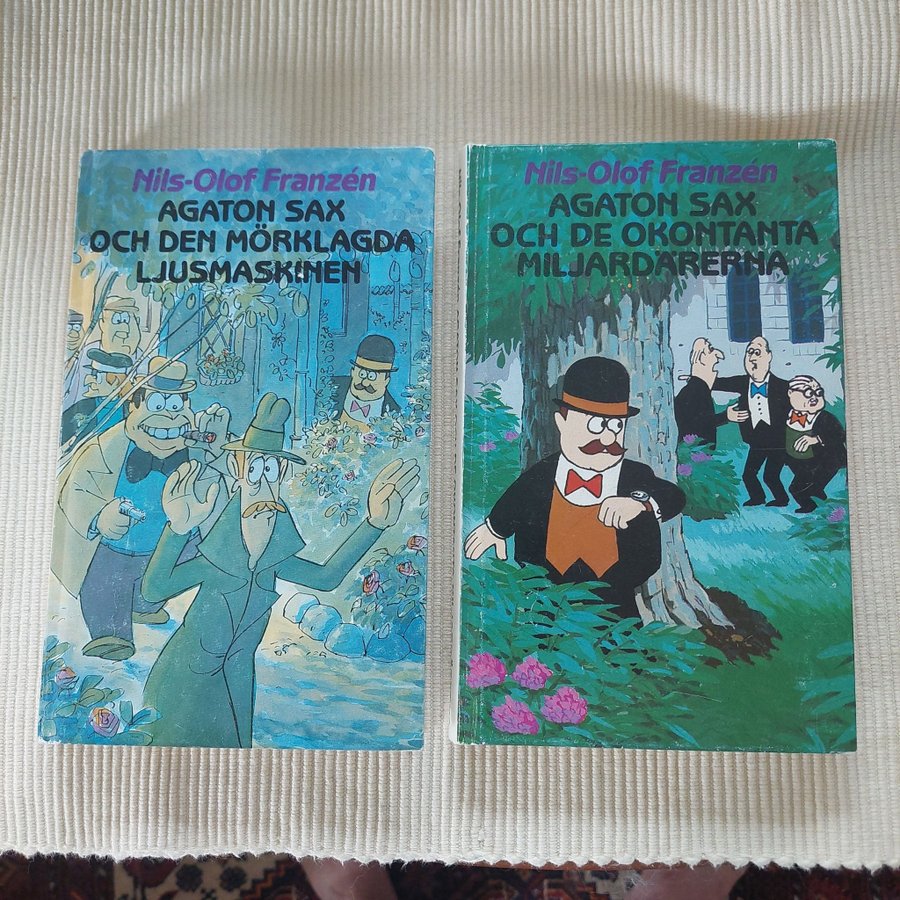 Nils-Olof Franzén
AGATON SAX
OCH DEN MÖRKLAGDA
LJUSMASKINEN
Nils-Olof Franzén
AGATON SAX
OCH DE OKONTANTA
MILJARDÄRERNA